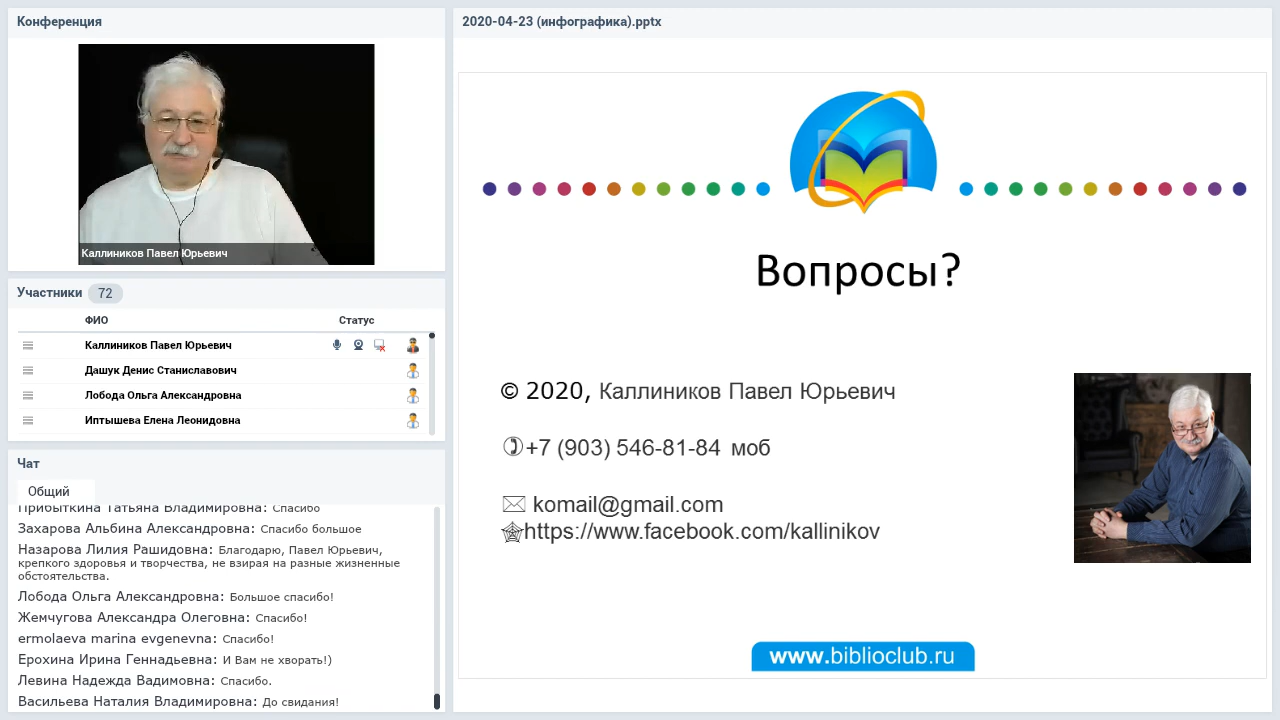 Конференция
Каллиников Павел Юрьевич
Участники 72
ФИО Статус
Каллиников Павел Юрьевич
Дашук Денис Станиславович
Лобода Ольга Александровна
Иптышева Елена Леонидовна
Чат
Общий
Прибыткина Татьяна Владимировна: Спасибо
Захарова Альбина Александровна: Спасибо большое
Назарова Лилия Рашидовна: Благодарю, Павел Юрьевич,
крепкого здоровья и творчества, не взирая на разные жизненные
обстоятельства.
Лобода Ольга Александровна: Большое спасибо!
Жемчугова Александра Олеговна: Спасибо!
ermolaeva marina evgenevna: Спасибо!
Ерохина Ирина Геннадьевна: И Вам не хворать!)
Левина Надежда Вадимовна: Спасибо.
Васильева Наталия Владимировна: До свидания!
2020-04-23 (инфографика).pptx
Вопросы?
© 2020, Каллиников Павел Юрьевич
+7 (903) 546-81-84 моб
komail@gmail.com
https://www.facebook.com/kallinikov
www.biblioclub.ru